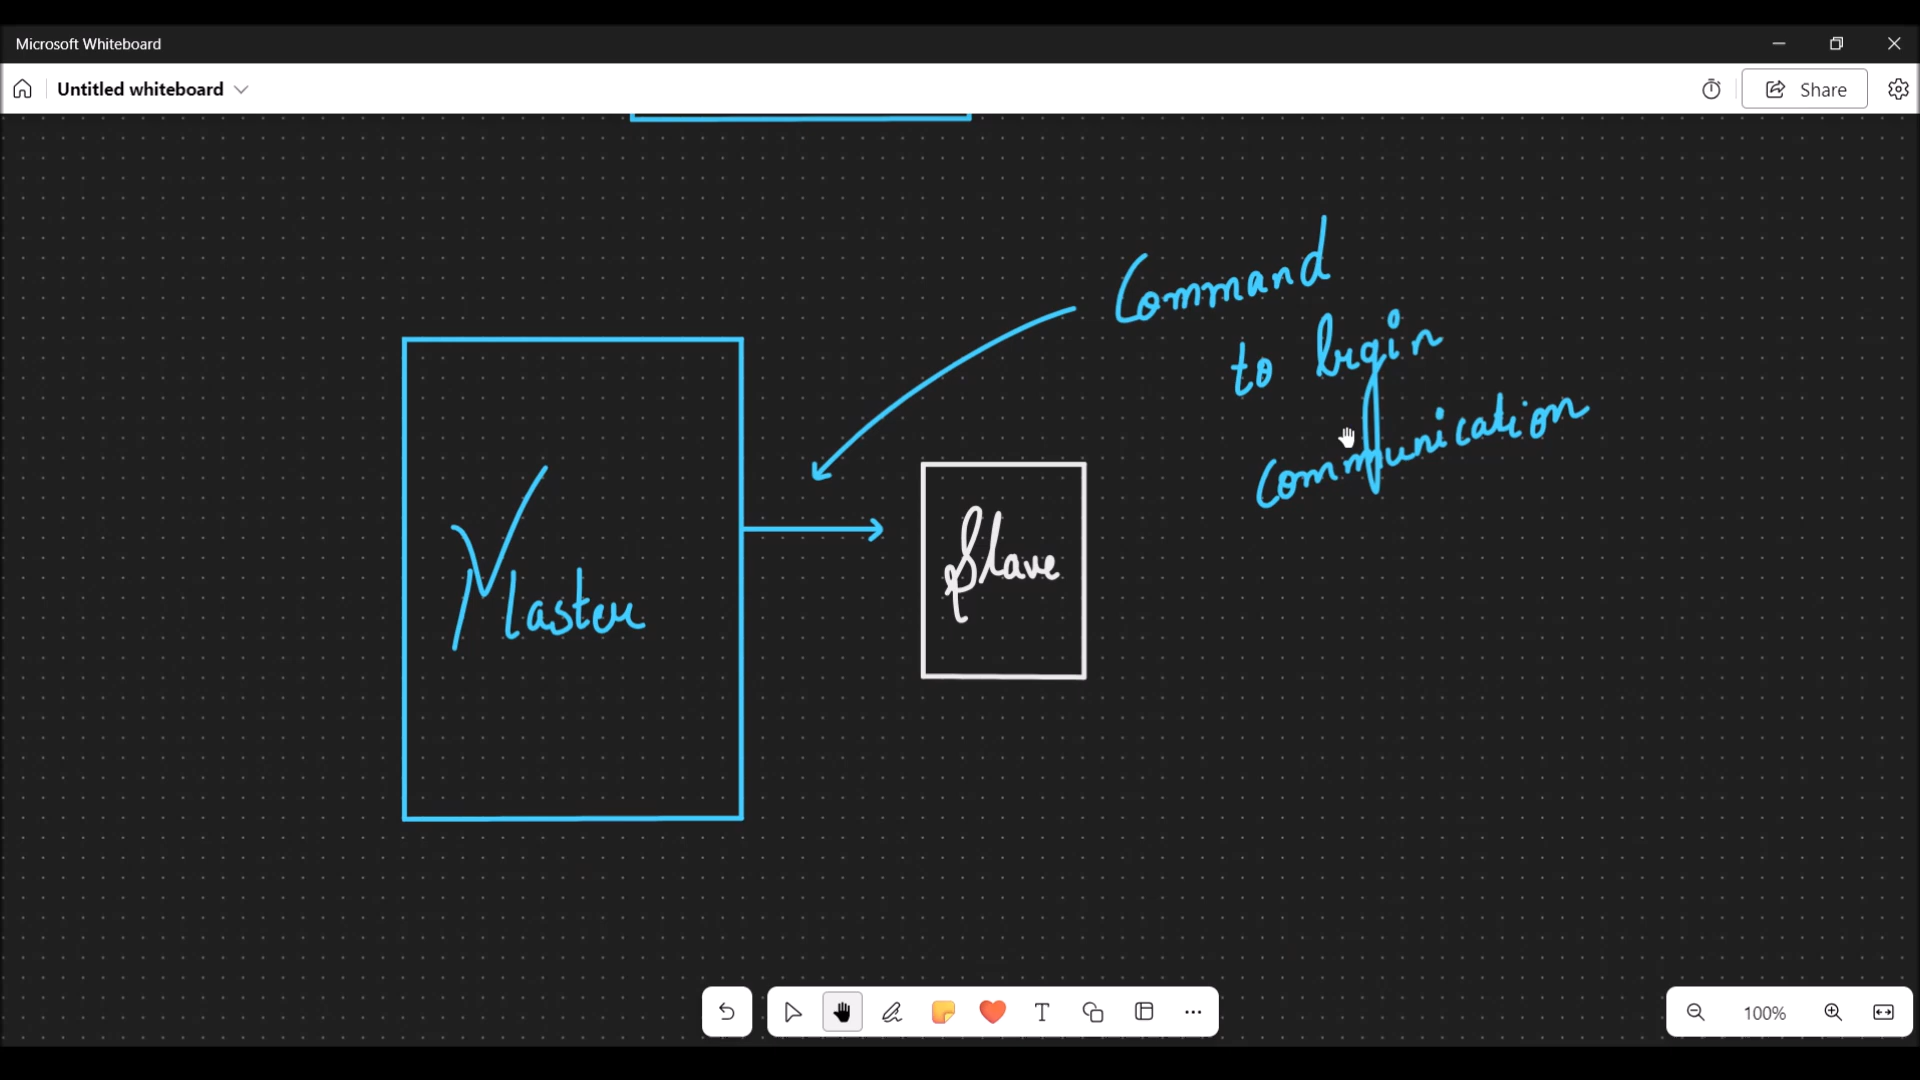 Microsoft Whiteboard
Untitled whiteboard
Share
Command
to begin
communication
Master
Slave
100%